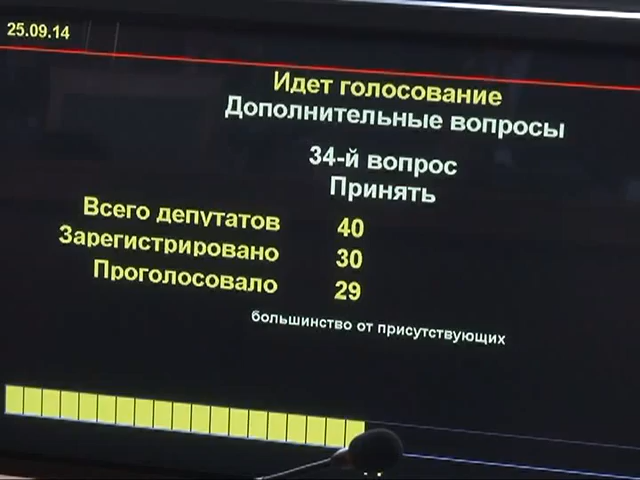 25.09.14
Идет голосование
Дополнительные вопросы
34-й вопрос
Принять
Всего депутатов 40
Зарегистрировано 30
Проголосовало 29
большинство от присутствующих